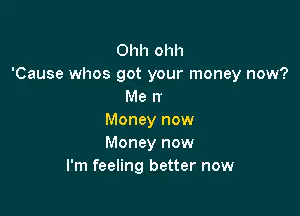 Ohh ohh
'Cause whos got your money now?
Me
Money now
Money now
I'm feeling better now